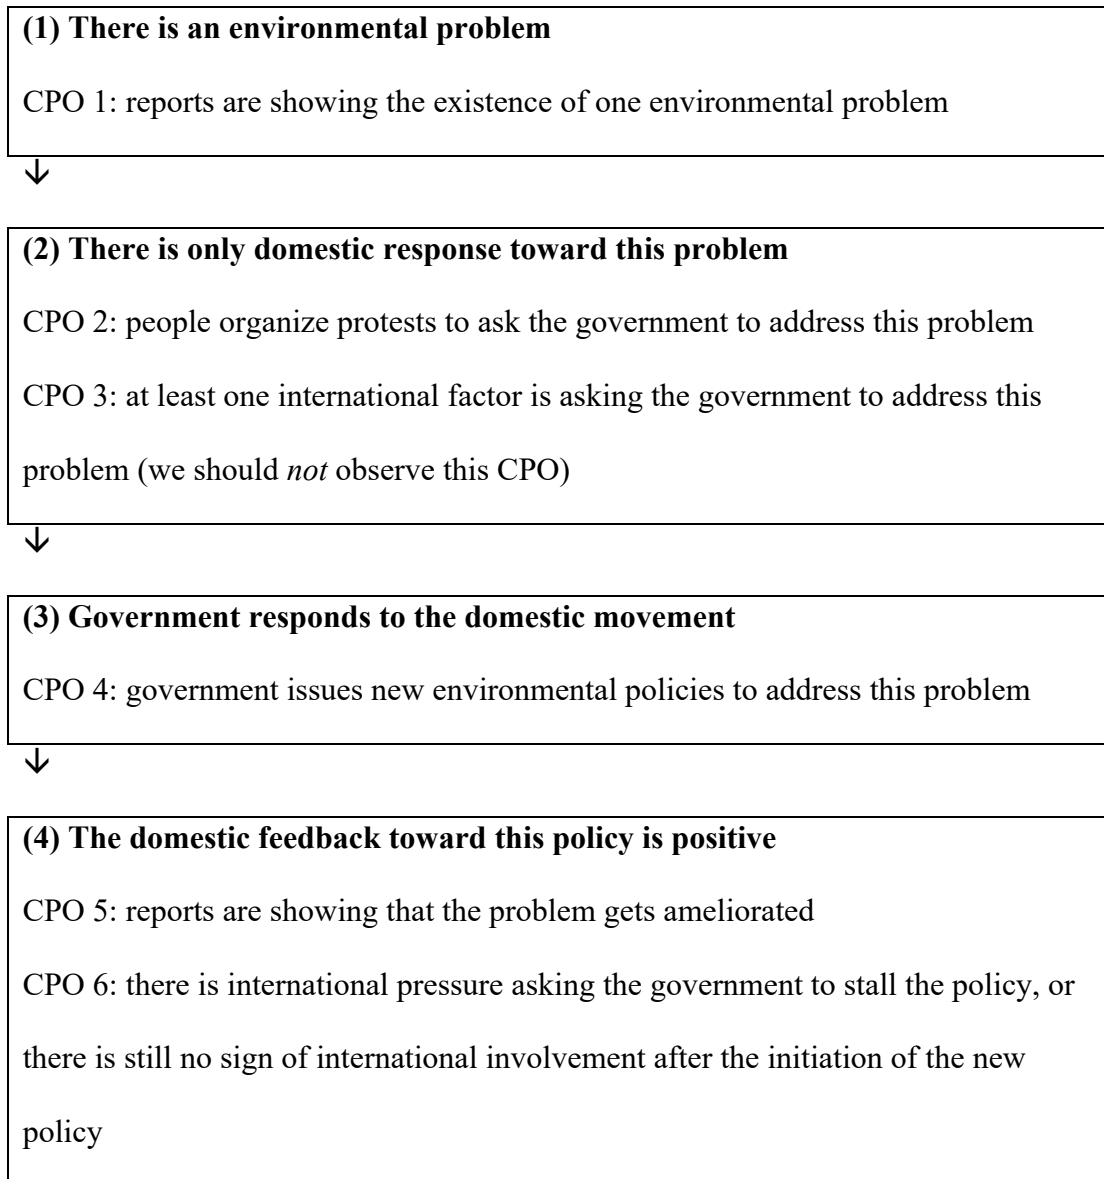 (1) There is an environmental problem
CPO 1: reports are showing the existence of one environmental problem
↓
(2) There is only domestic response toward this problem
CPO 2: people organize protests to ask the government to address this problem
CPO 3: at least one international factor is asking the government to address this
problem (we should not observe this CPO)
↓
(3) Government responds to the domestic movement
CPO 4: government issues new environmental policies to address this problem
↓
(4) The domestic feedback toward this policy is positive
CPO 5: reports are showing that the problem gets ameliorated
CPO 6: there is international pressure asking the government to stall the policy, or
there is still no sign of international involvement after the initiation of the new
policy